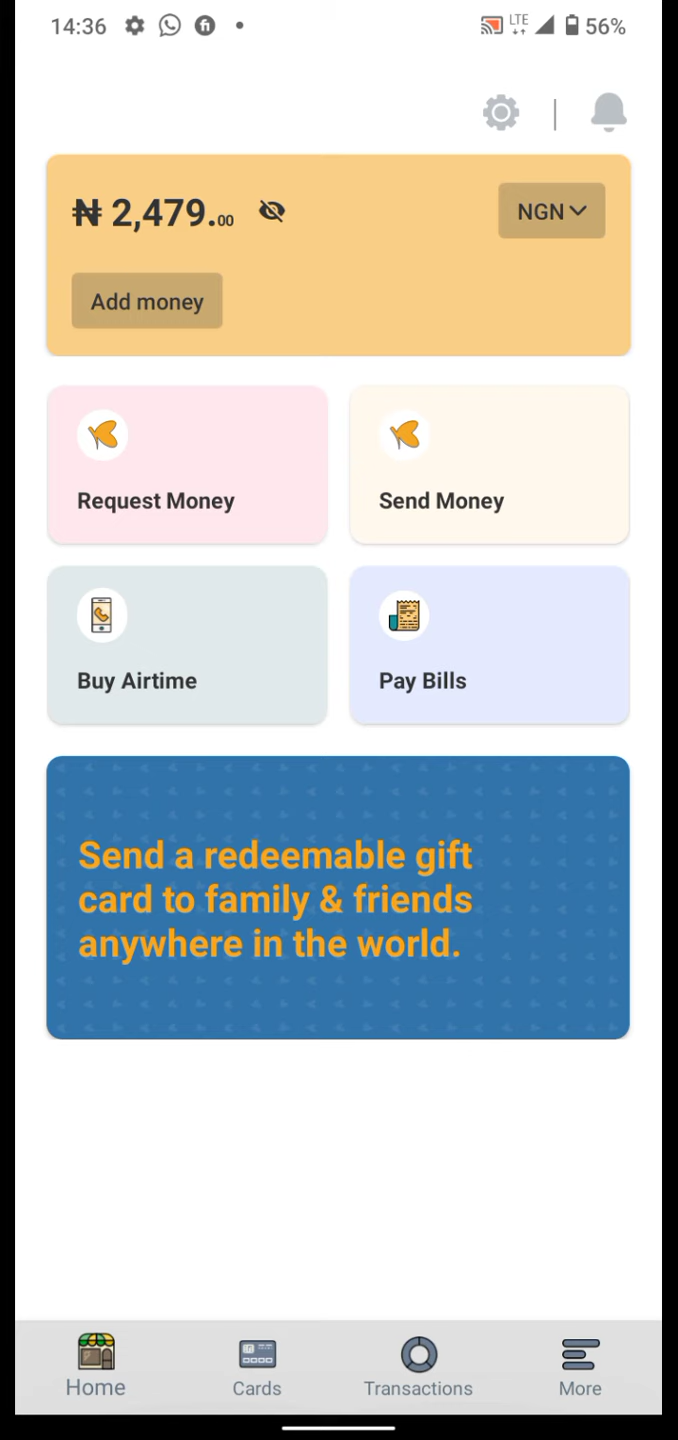 14:36 LTE 56%
₦ 2,479.00
NGN
Add money
Request Money
Send Money
Buy Airtime
Pay Bills
Send a redeemable gift
card to family & friends
anywhere in the world.
Home
Cards
Transactions
More